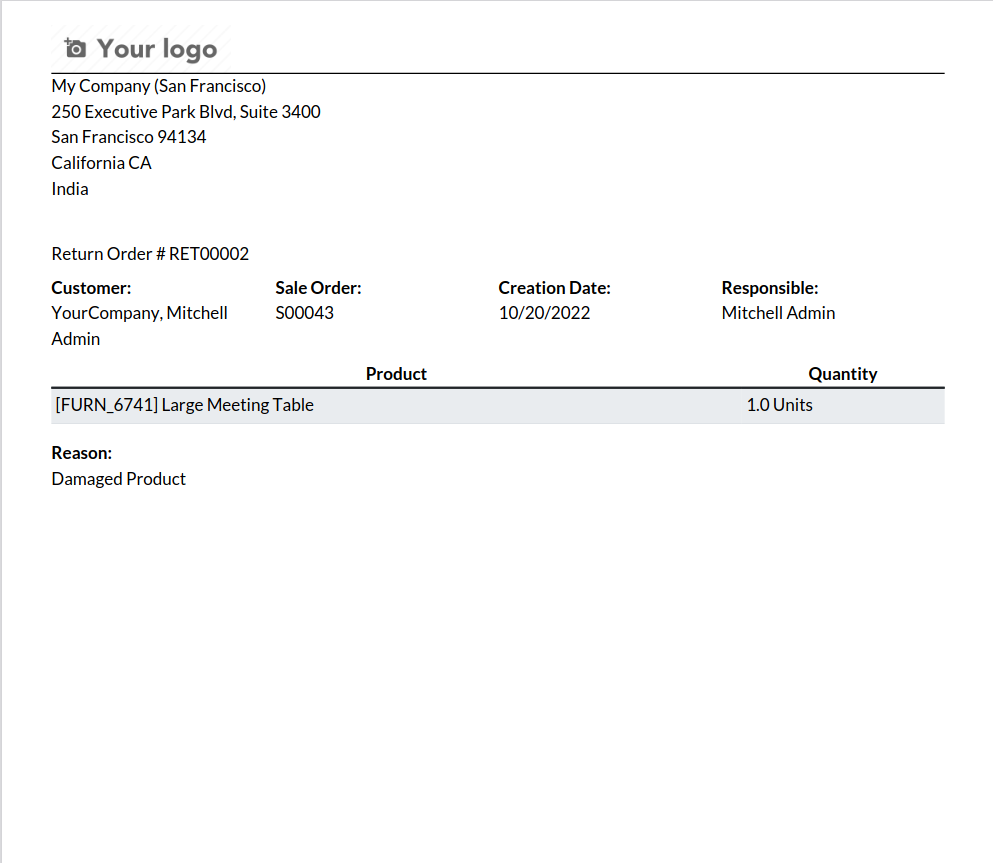 Your logo
My Company (San Francisco)
250 Executive Park Blvd, Suite 3400
San Francisco 94134
California CA
India
Return Order # RET00002
Customer: Sale Order: Creation Date: Responsible:
YourCompany, Mitchell S00043 10/20/2022 Mitchell Admin
Admin
Product Quantity
[FURN_6741] Large Meeting Table 1.0 Units
Reason:
Damaged Product